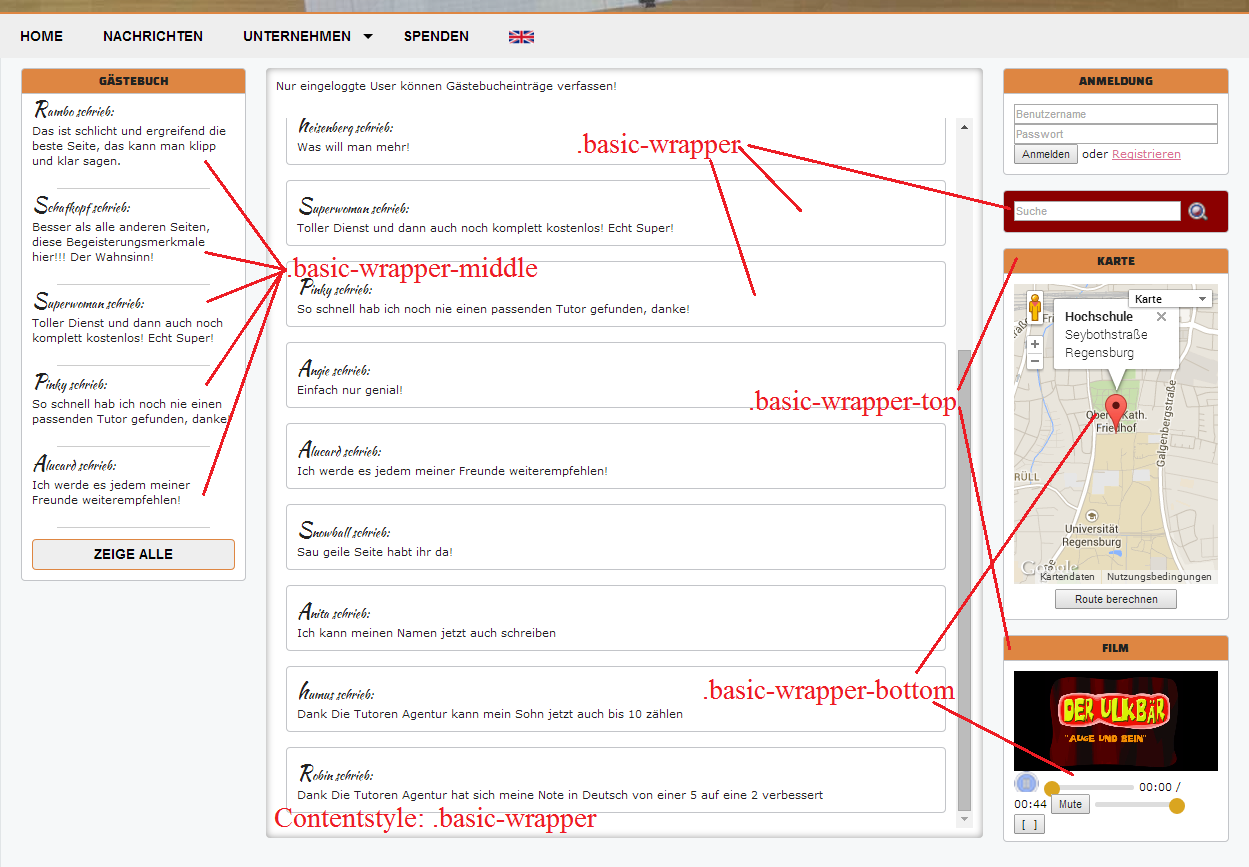 HOME NACHRICHTEN UNTERNEHMEN SPENDEN
GÄSTEBUCH
Rambo schrieb:
Das ist schlicht und ergreifend die
beste Seite, das kann man klipp
und klar sagen.
Schafkopf schrieb:
Besser als alle anderen Seiten,
diese Begeisterungsmerkmale
hier!!! Der Wahnsinn!
Superwoman schrieb:
Toller Dienst und dann auch noch
komplett kostenlos! Echt Super!
Pinky schrieb:
So schnell hab ich noch nie einen
passenden Tutor gefunden, danke
Alucard schrieb:
Ich werde es jedem meiner
Freunde weiterempfehlen!
ZEIGE ALLE
.basic-wrapper-middle
Nur eingeloggte User können Gästebucheinträge verfassen!
heisenberg schrieb:
Was will man mehr!
.basic-wrapper
Superwoman schrieb:
Toller Dienst und dann auch noch komplett kostenlos! Echt Super!
Pinky schrieb:
So schnell hab ich noch nie einen passenden Tutor gefunden, danke!
Angie schrieb:
Einfach nur genial!
.basic-wrapper-top
Alucard schrieb:
Ich werde es jedem meiner Freunde weiterempfehlen!
Snowball schrieb:
Sau geile Seite habt ihr da!
Anita schrieb:
Ich kann meinen Namen jetzt auch schreiben
humus schrieb:
Dank Die Tutoren Agentur kann mein Sohn jetzt auch bis 10 zählen
.basic-wrapper-bottom
Robin schrieb:
Dank Die Tutoren Agentur hat sich meine Note in Deutsch von einer 5 auf eine 2 verbessert
Contentstyle: .basic-wrapper
ANMELDUNG
Benutzername
Passwort
Anmelden oder Registrieren
Suche
KARTE
Karte
Hochschule
Seybothstraße
Regensburg
Kath.
Friedhof
Galgenbergstraße
RÜLL
Universität
Regensburg
Google
Kartendaten Nutzungsbedingungen
Route berechnen
FILM
DER ULKBÄR
"AUGE UND BEIN"
00:00 /
00:44 Mute
[ ]